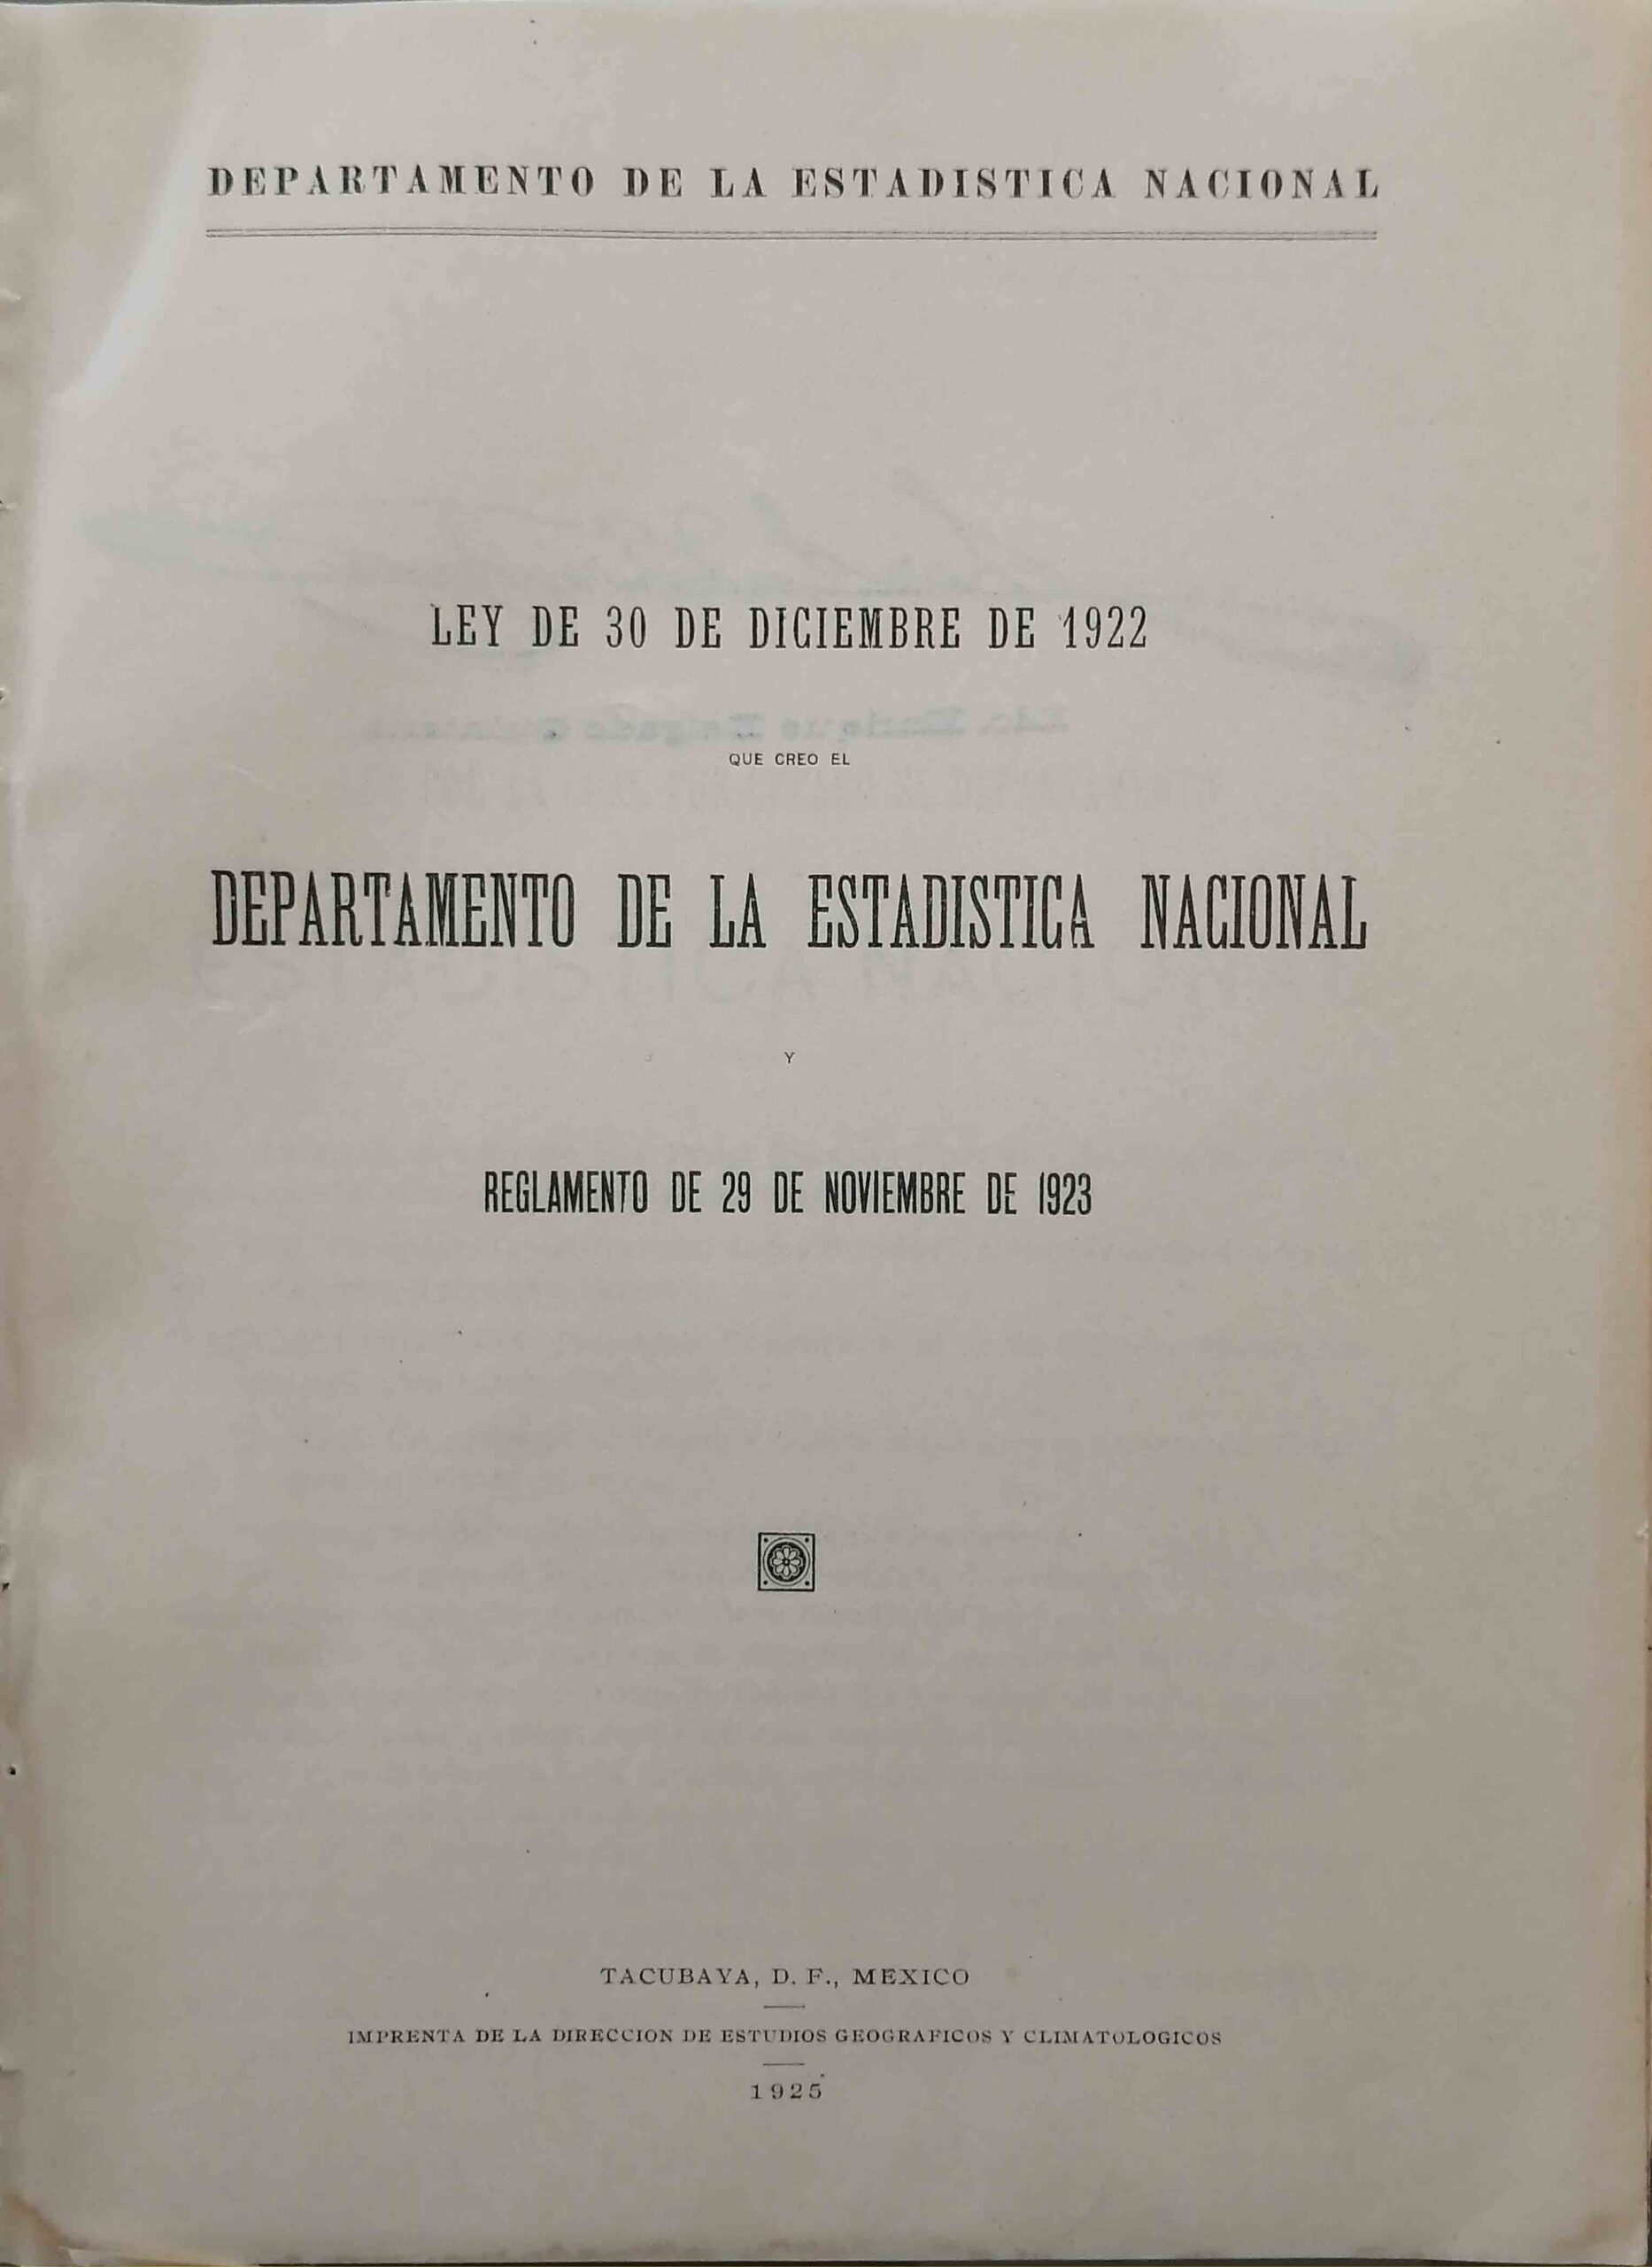 DEPARTAMENTO DE LA ESTADISTICA NACIONAL
LEY DE 30 DE DICIEMBRE DE 1922
QUE CREO EL
DEPARTAMENTO DE LA ESTADISTICA NACIONAL
Y
REGLAMENTO DE 29 DE NOVIEMBRE DE 1923
TACUBAYA, D. F., MEXICO
IMPRENTA DE LA DIRECCION DE ESTUDIOS GEOGRAFICOS Y CLIMATOLOGICOS
1925